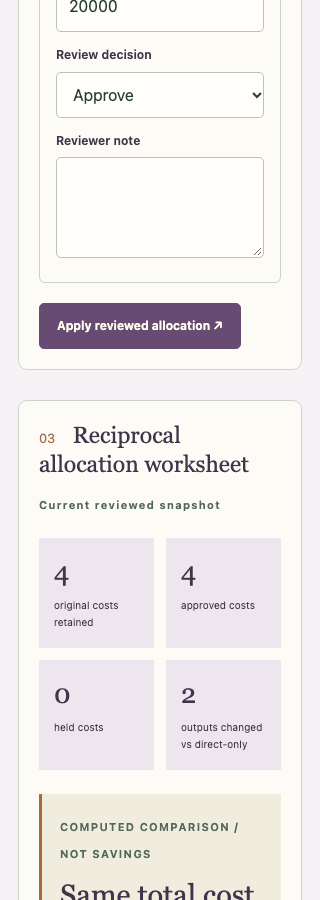 20000
Review decision
Approve
Reviewer note
Apply reviewed allocation ↗
03 Reciprocal
allocation worksheet
Current reviewed snapshot
4
original costs
retained
4
approved costs
0
held costs
2
outputs changed
vs direct-only
COMPUTED COMPARISON /
NOT SAVINGS
Same total cost